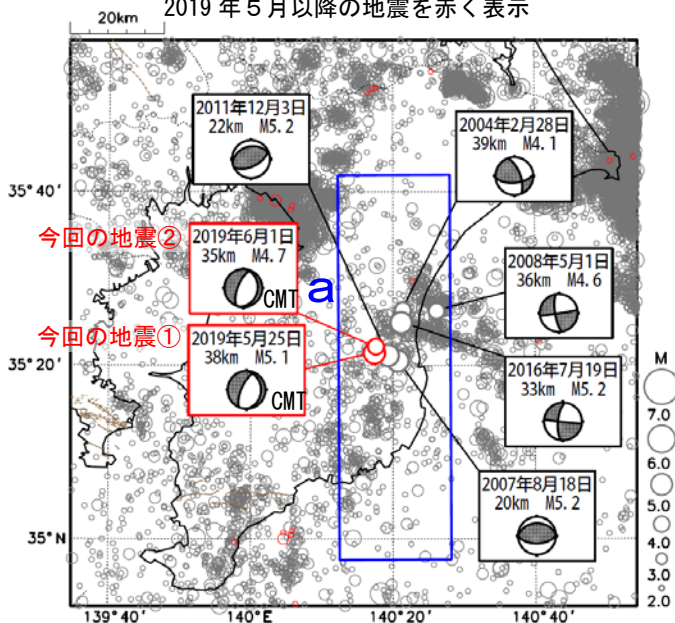 2019年5月以降の地震を赤く表示
20km
2011年12月3日
22km M5.2
2004年2月28日
39km M4.1
35°40′
今回の地震②
2019年6月1日
35km M4.7
CMT
a
2008年5月1日
36km M4.6
今回の地震①
2019年5月25日
38km M5.1
CMT
35°20′
2016年7月19日
33km M5.2
2007年8月18日
20km M5.2
35°N
M
7.0
6.0
5.0
4.0
3.0
2.0
139°40′
140°E
140°20′
140°40′